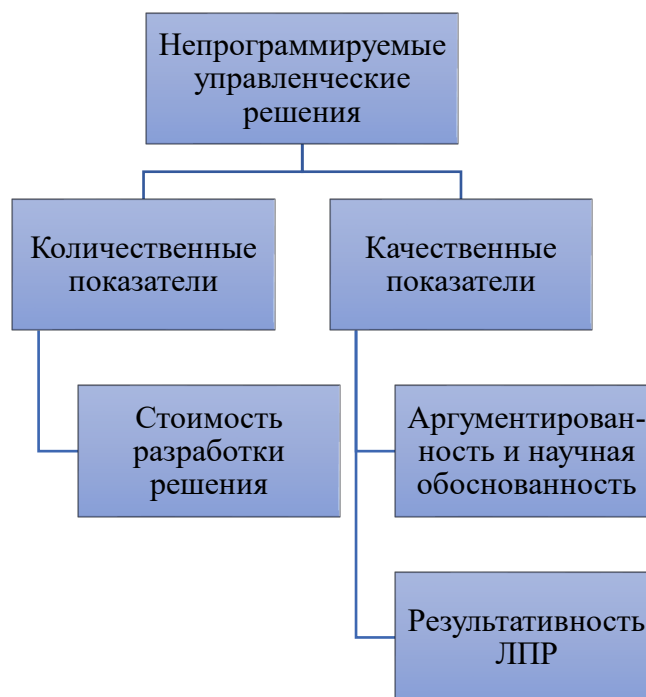 Непрограммируемые
управленческие
решения
Количественные
показатели
Качественные
показатели
Стоимость
разработки
решения
Аргументирован-
ность и научная
обоснованность
Результативность
ЛПР